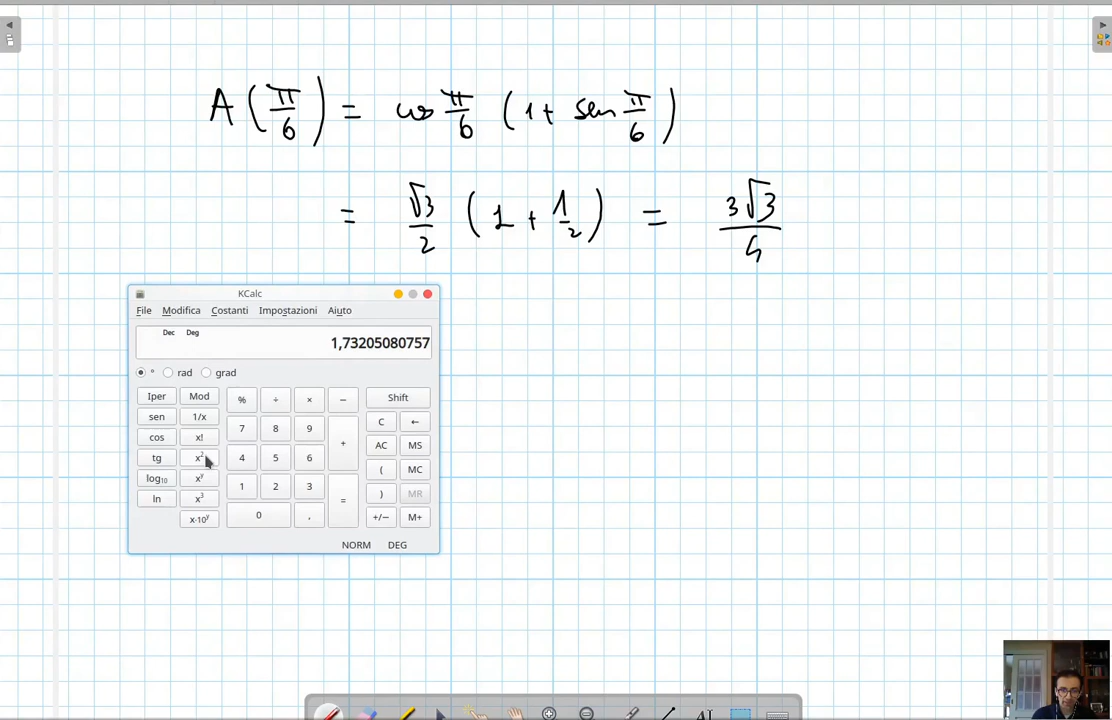 A(π/6) = cos π/6 (1 + sen π/6)
= √3/2 (1 + 1/2) = 3√3/4
KCalc
File Modifica Costanti Impostazioni Aiuto
Dec Deg
1,73205080757
° rad grad
Iper Mod % ÷ × − Shift
sen 1/x C ←
cos x! 7 8 9 + AC MS
tg x² 4 5 6 ( MC
log₁₀ xʸ 1 2 3 = ) MR
ln x³ 0 , +/− M+
x·10ʸ
NORM DEG